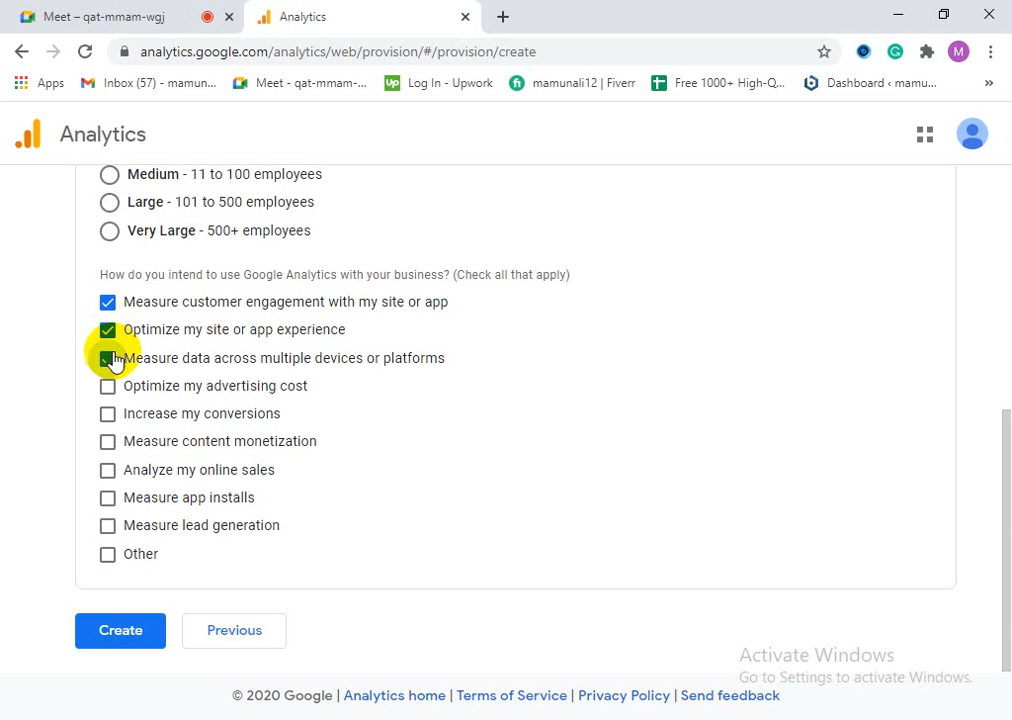 Meet – qat-mmam-wgj
Analytics
analytics.google.com/analytics/web/provision/#/provision/create
M
Apps
Inbox (57) - mamun...
Meet - qat-mmam-...
Up Log In - Upwork
fi mamunali12 | Fiverr
Free 1000+ High-Q...
Dashboard ‹ mamu...
»
Analytics
Medium - 11 to 100 employees
Large - 101 to 500 employees
Very Large - 500+ employees
How do you intend to use Google Analytics with your business? (Check all that apply)
Measure customer engagement with my site or app
Optimize my site or app experience
Measure data across multiple devices or platforms
Optimize my advertising cost
Increase my conversions
Measure content monetization
Analyze my online sales
Measure app installs
Measure lead generation
Other
Create
Previous
Activate Windows
Go to Settings to activate Windows.
© 2020 Google | Analytics home | Terms of Service | Privacy Policy | Send feedback